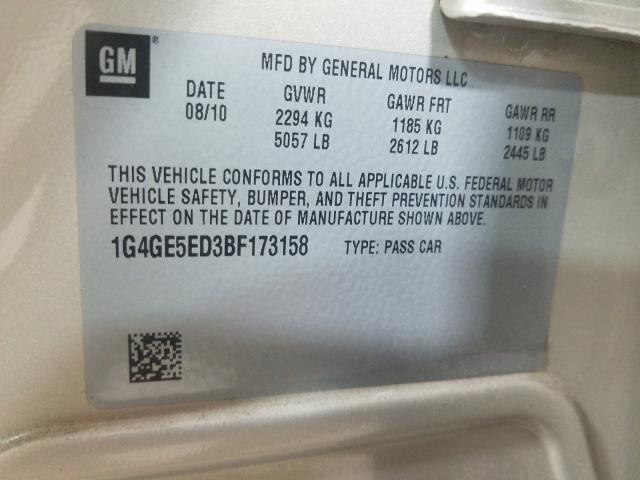 GM®
MFD BY GENERAL MOTORS LLC
DATE GVWR GAWR FRT GAWR RR
08/10 2294 KG 1185 KG 1109 KG
5057 LB 2612 LB 2445 LB
THIS VEHICLE CONFORMS TO ALL APPLICABLE U.S. FEDERAL MOTOR
VEHICLE SAFETY, BUMPER, AND THEFT PREVENTION STANDARDS IN
EFFECT ON THE DATE OF MANUFACTURE SHOWN ABOVE.
1G4GE5ED3BF173158 TYPE: PASS CAR